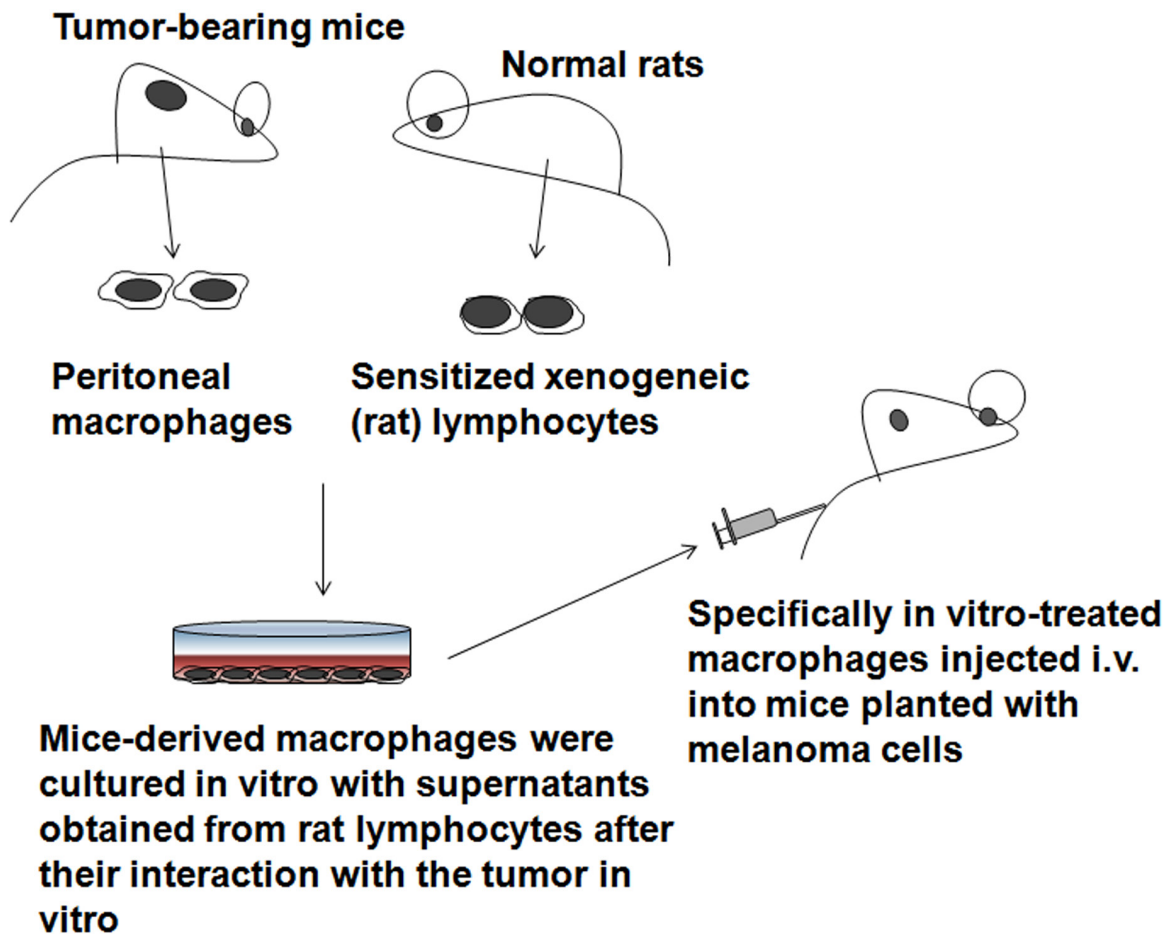 Tumor-bearing mice
Normal rats
Peritoneal
macrophages
Sensitized xenogeneic
(rat) lymphocytes
Mice-derived macrophages were
cultured in vitro with supernatants
obtained from rat lymphocytes after
their interaction with the tumor in
vitro
Specifically in vitro-treated
macrophages injected i.v.
into mice planted with
melanoma cells